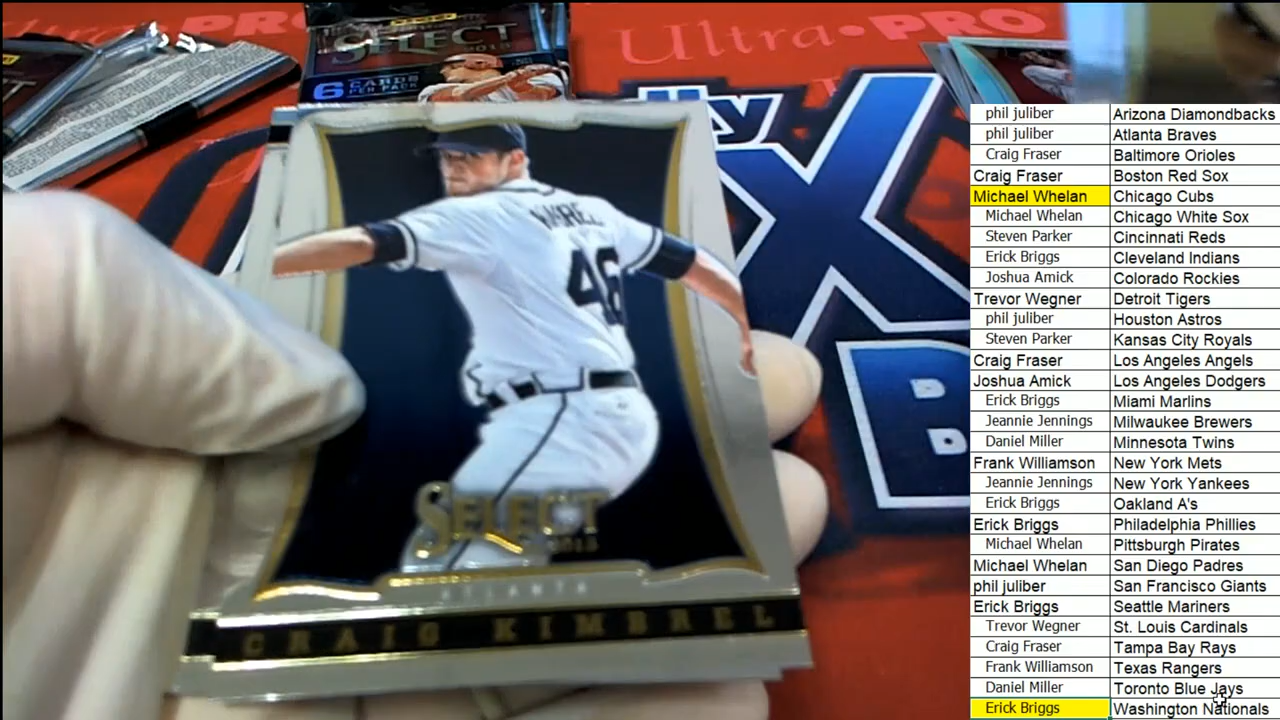 SELECT
2013
6 CARDS
PER PACK
Ultra PRO
My
X
B
KIMBREL
46
SELECT
2013
ATLANTA
CRAIG KIMBREL
phil juliber Arizona Diamondbacks
phil juliber Atlanta Braves
Craig Fraser Baltimore Orioles
Craig Fraser Boston Red Sox
Michael Whelan Chicago Cubs
Michael Whelan Chicago White Sox
Steven Parker Cincinnati Reds
Erick Briggs Cleveland Indians
Joshua Amick Colorado Rockies
Trevor Wegner Detroit Tigers
phil juliber Houston Astros
Steven Parker Kansas City Royals
Craig Fraser Los Angeles Angels
Joshua Amick Los Angeles Dodgers
Erick Briggs Miami Marlins
Jeannie Jennings Milwaukee Brewers
Daniel Miller Minnesota Twins
Frank Williamson New York Mets
Jeannie Jennings New York Yankees
Erick Briggs Oakland A's
Erick Briggs Philadelphia Phillies
Michael Whelan Pittsburgh Pirates
Michael Whelan San Diego Padres
phil juliber San Francisco Giants
Erick Briggs Seattle Mariners
Trevor Wegner St. Louis Cardinals
Craig Fraser Tampa Bay Rays
Frank Williamson Texas Rangers
Daniel Miller Toronto Blue Jays
Erick Briggs Washington Nationals